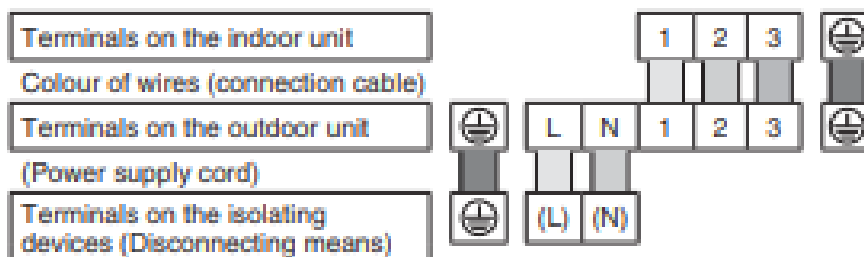 Terminals on the indoor unit 1 2 3
Colour of wires (connection cable)
Terminals on the outdoor unit L N 1 2 3
(Power supply cord)
Terminals on the isolating
devices (Disconnecting means) (L) (N)